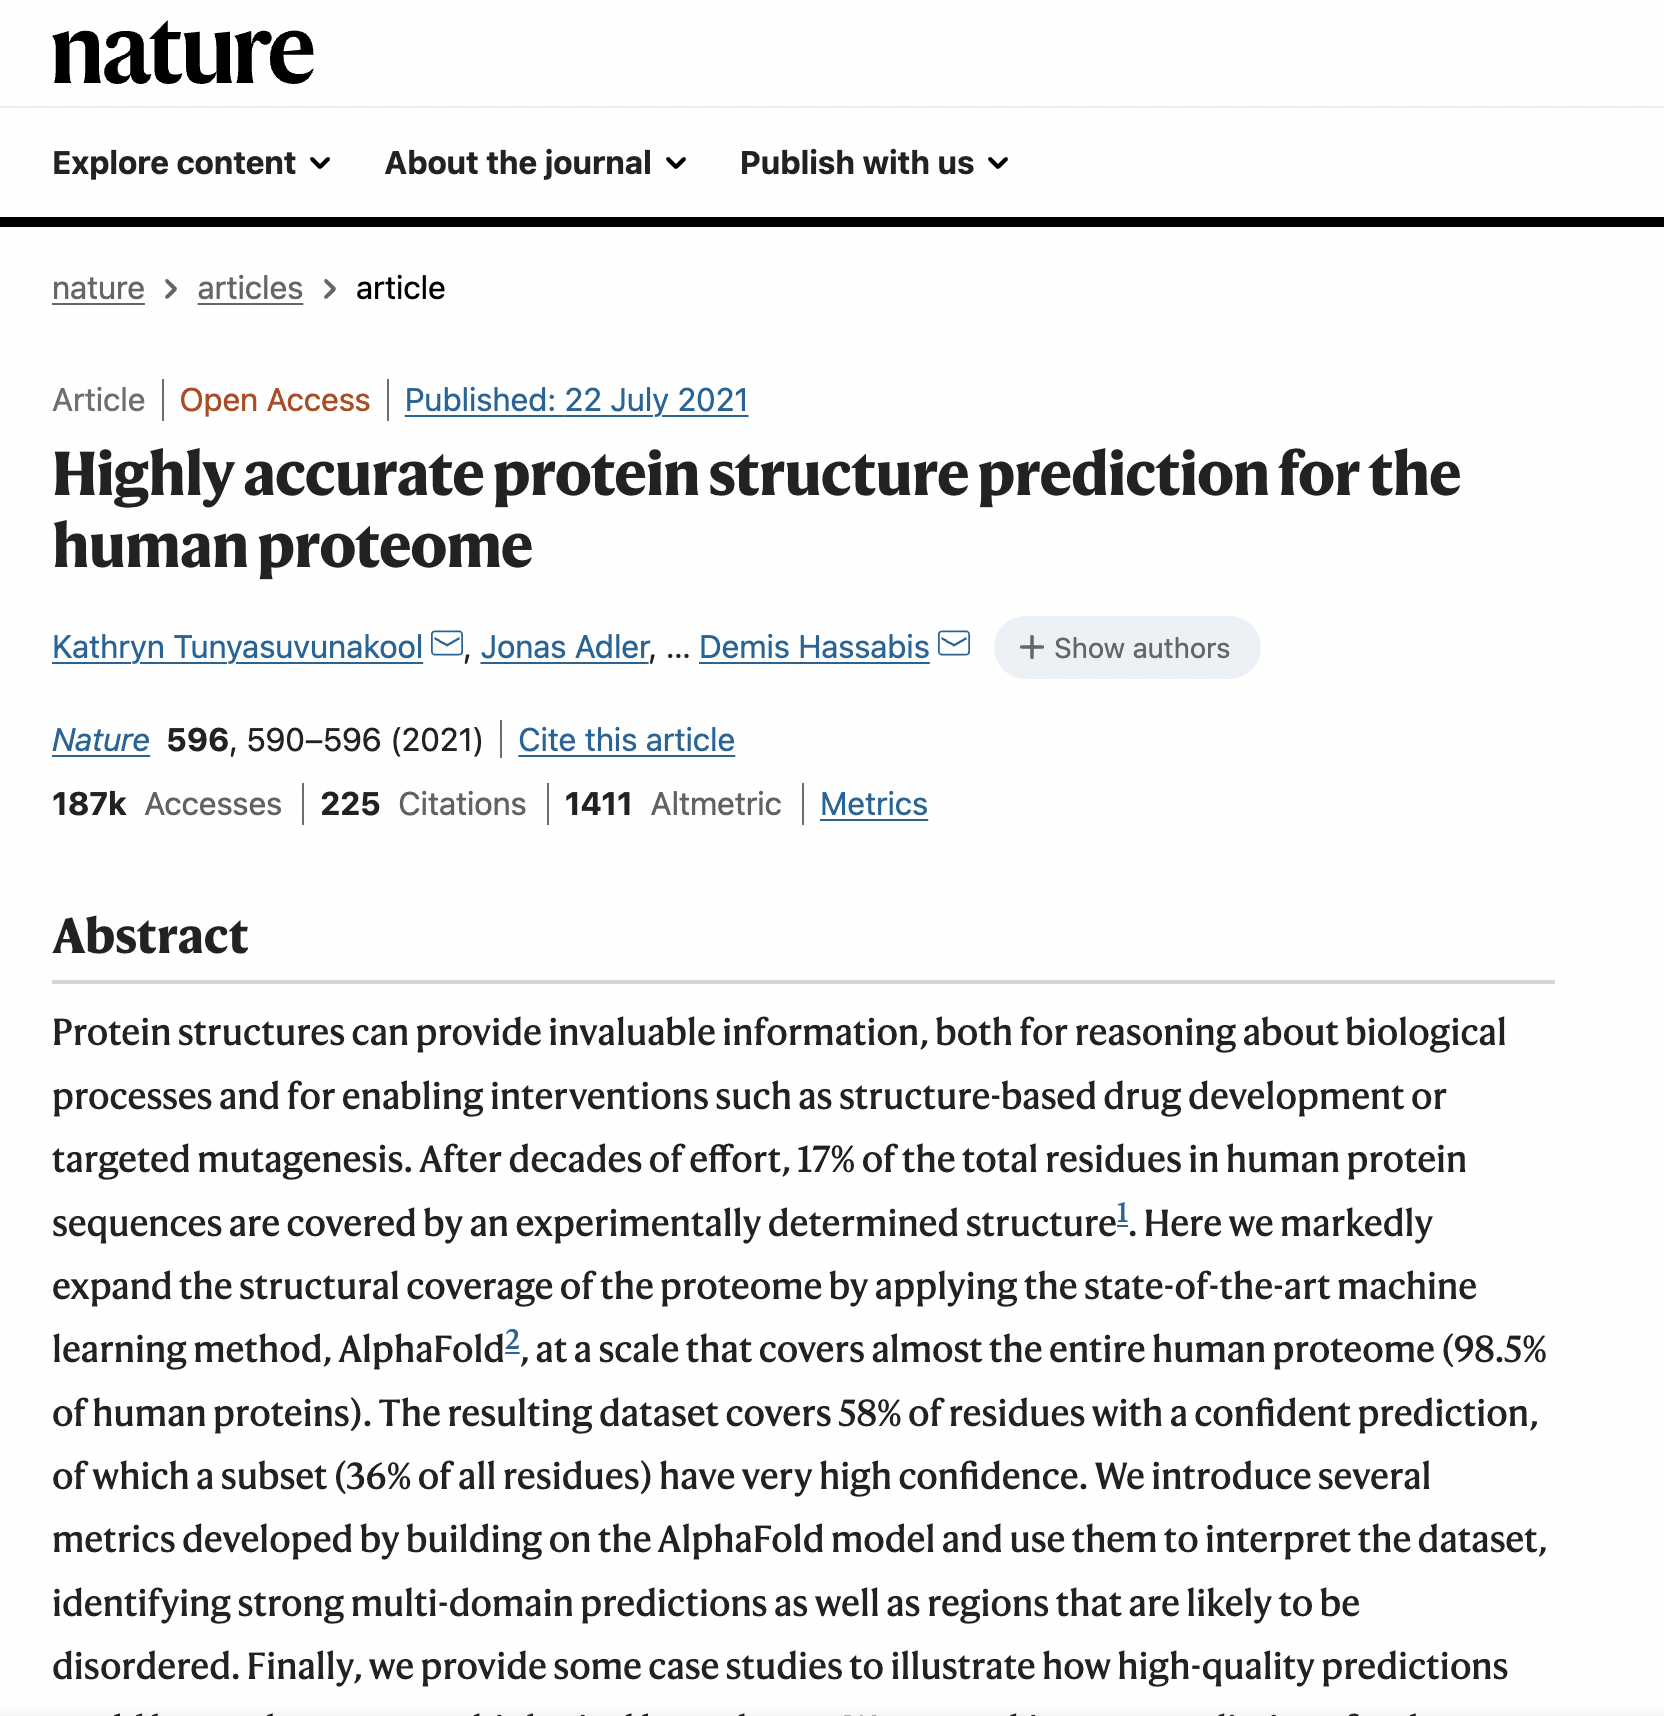 nature
Explore content About the journal Publish with us
nature > articles > article
Article | Open Access | Published: 22 July 2021
Highly accurate protein structure prediction for the
human proteome
Kathryn Tunyasuvunakool, Jonas Adler, ... Demis Hassabis + Show authors
Nature 596, 590–596 (2021) | Cite this article
187k Accesses | 225 Citations | 1411 Altmetric | Metrics
Abstract
Protein structures can provide invaluable information, both for reasoning about biological
processes and for enabling interventions such as structure-based drug development or
targeted mutagenesis. After decades of effort, 17% of the total residues in human protein
sequences are covered by an experimentally determined structure1. Here we markedly
expand the structural coverage of the proteome by applying the state-of-the-art machine
learning method, AlphaFold2, at a scale that covers almost the entire human proteome (98.5%
of human proteins). The resulting dataset covers 58% of residues with a confident prediction,
of which a subset (36% of all residues) have very high confidence. We introduce several
metrics developed by building on the AlphaFold model and use them to interpret the dataset,
identifying strong multi-domain predictions as well as regions that are likely to be
disordered. Finally, we provide some case studies to illustrate how high-quality predictions